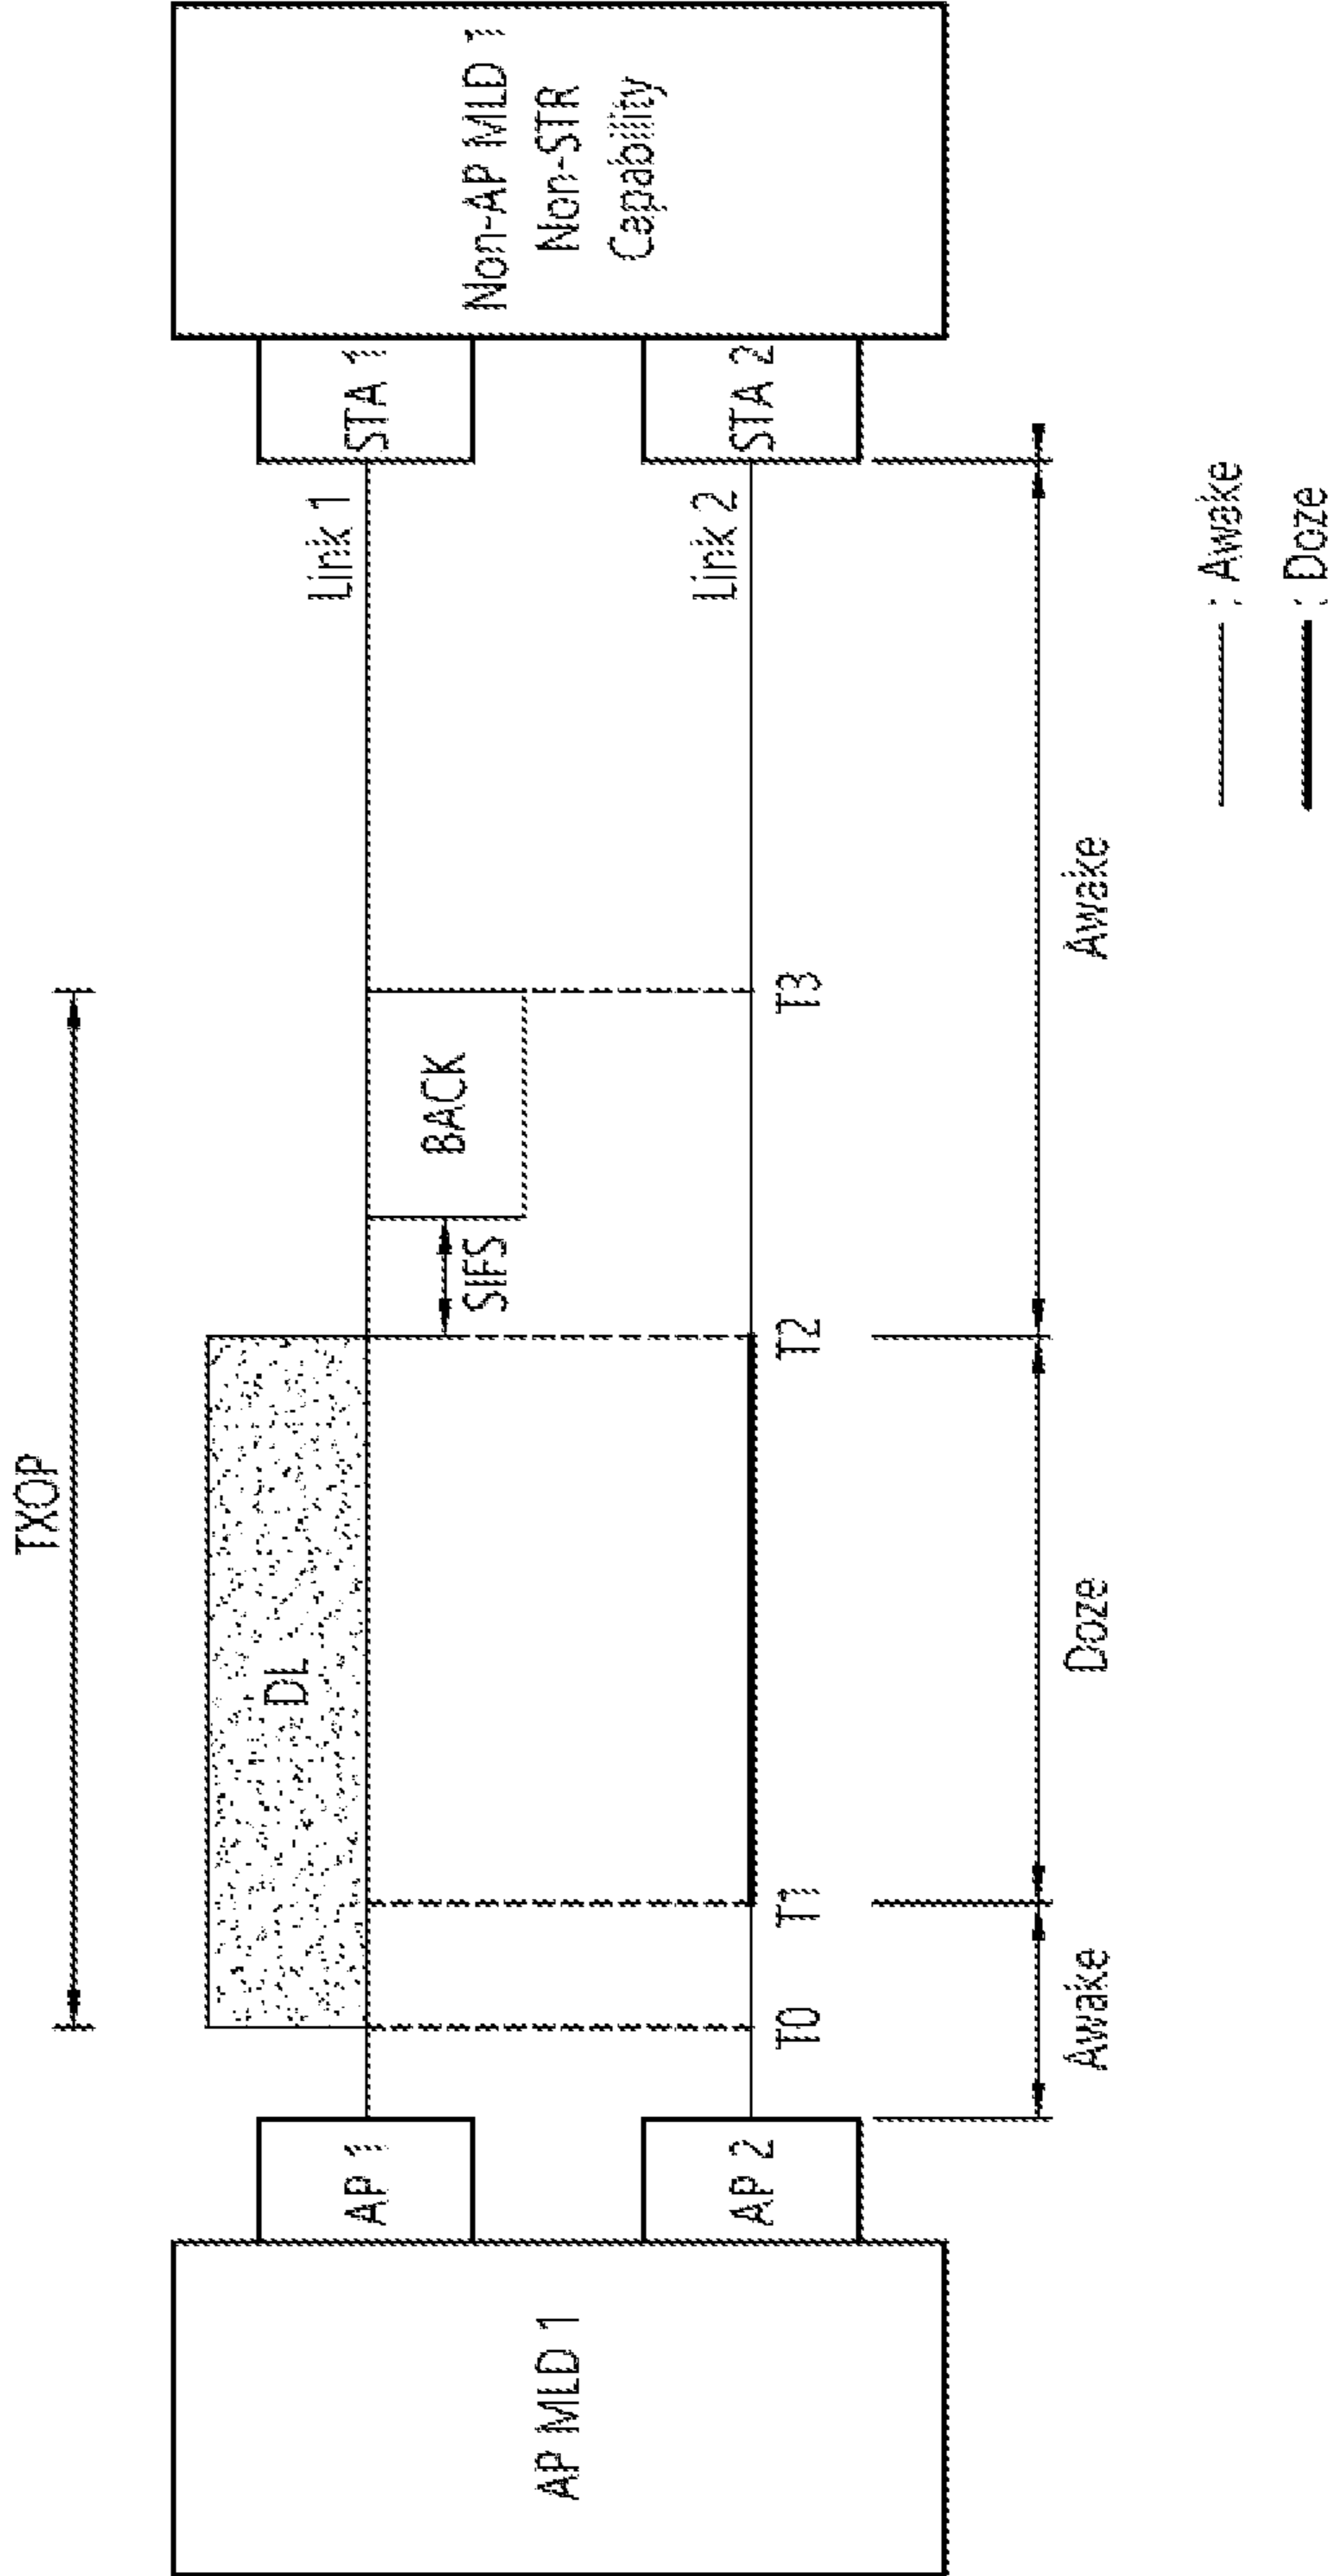 TXOP
AP MLD 1
AP 1
AP 2
DL
SIFS
BACK
Link 1
Link 2
STA 1
STA 2
Non-AP MLD 1
Non-STR
Capability
T0
T1
T2
T3
Awake
Doze
Awake
: Awake
: Doze